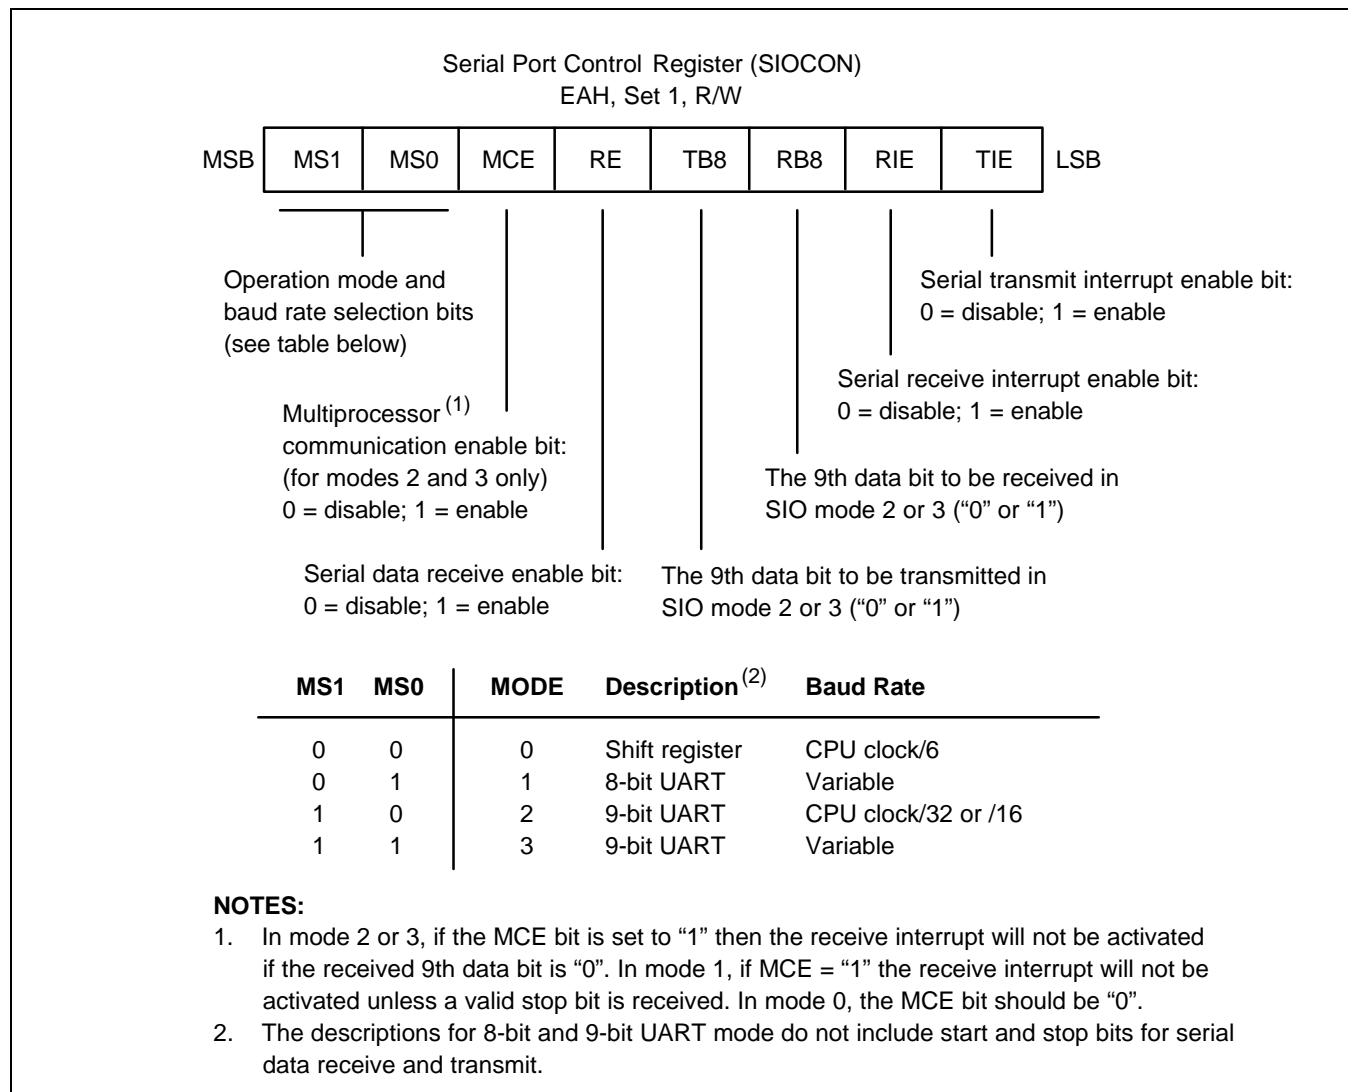 Serial Port Control Register (SIOCON)
EAH, Set 1, R/W
MSB MS1 MS0 MCE RE TB8 RB8 RIE TIE LSB
Operation mode and
baud rate selection bits
(see table below)
Serial transmit interrupt enable bit:
0 = disable; 1 = enable
Serial receive interrupt enable bit:
0 = disable; 1 = enable
Multiprocessor (1)
communication enable bit:
(for modes 2 and 3 only)
0 = disable; 1 = enable
The 9th data bit to be received in
SIO mode 2 or 3 (“0” or “1”)
Serial data receive enable bit:
0 = disable; 1 = enable
The 9th data bit to be transmitted in
SIO mode 2 or 3 (“0” or “1”)
MS1 MS0 MODE Description (2) Baud Rate
0 0 0 Shift register CPU clock/6
0 1 1 8-bit UART Variable
1 0 2 9-bit UART CPU clock/32 or /16
1 1 3 9-bit UART Variable
NOTES:
1. In mode 2 or 3, if the MCE bit is set to “1” then the receive interrupt will not be activated
if the received 9th data bit is “0”. In mode 1, if MCE = “1” the receive interrupt will not be
activated unless a valid stop bit is received. In mode 0, the MCE bit should be “0”.
2. The descriptions for 8-bit and 9-bit UART mode do not include start and stop bits for serial
data receive and transmit.